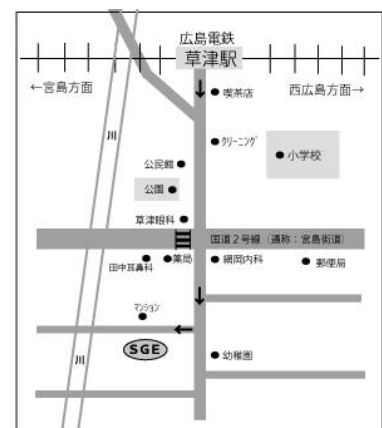 広島電鉄
草津駅
←宮島方面
西広島方面→
喫茶店
川
クリーニング
小学校
公民館
公園
草津眼科
国道2号線（通称：宮島街道）
田中耳鼻科
薬局
網岡内科
郵便局
マンション
SGE
幼稚園
川